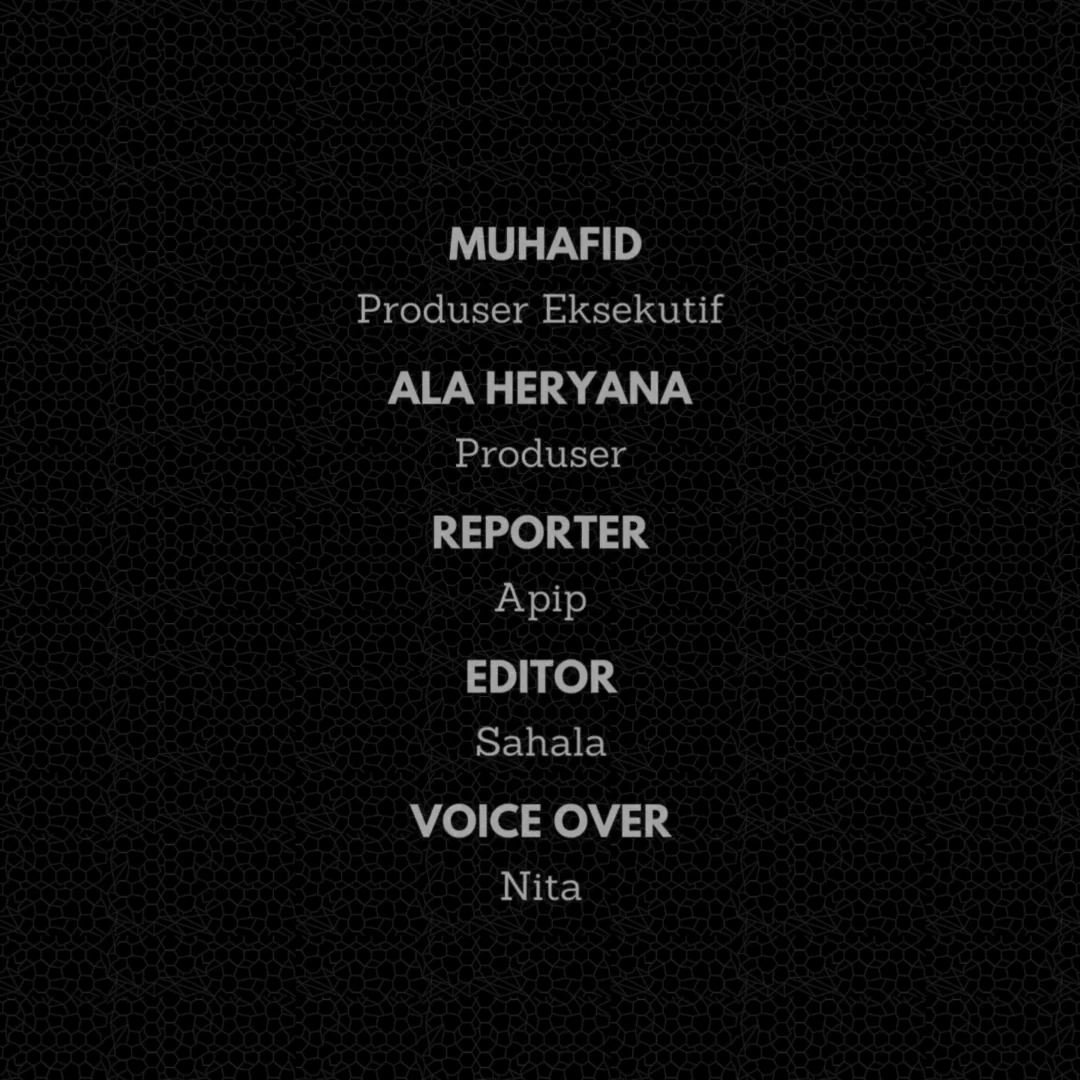 MUHAFID
Produser Eksekutif
ALA HERYANA
Produser
REPORTER
Apip
EDITOR
Sahala
VOICE OVER
Nita